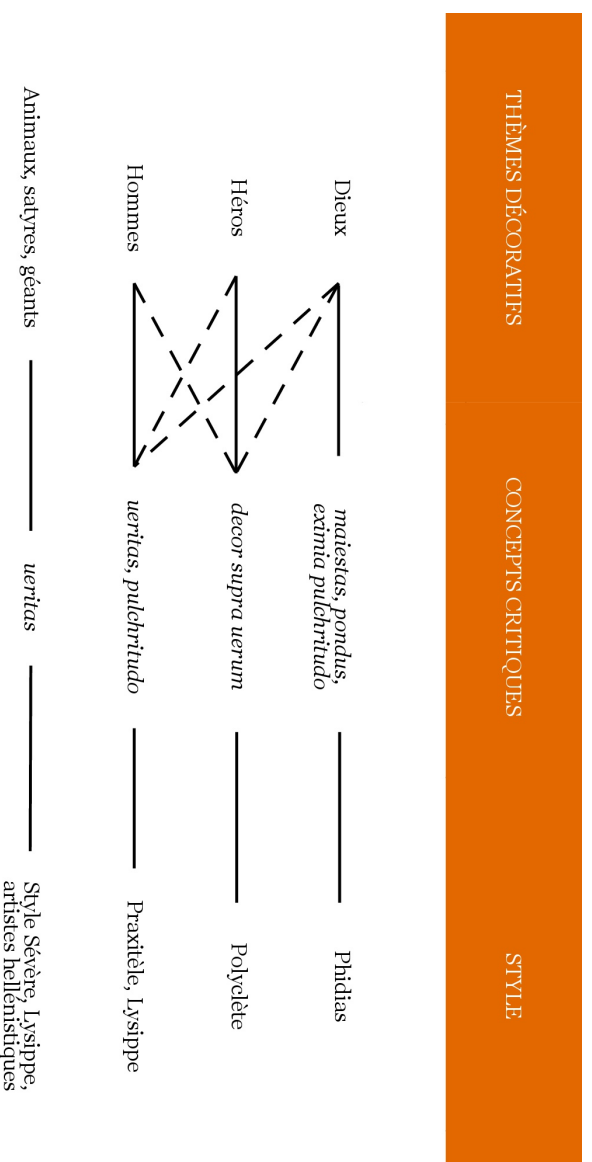 THÈMES DÉCORATIFS
CONCEPTS CRITIQUES
STYLE
Dieux
maiestas, pondus,
eximia pulchritudo
Phidias
Héros
decor supra uerum
Polyclète
Hommes
ueritas, pulchritudo
Praxitèle, Lysippe
Animaux, satyres, géants
ueritas
Style Sévère, Lysippe,
artistes hellénistiques